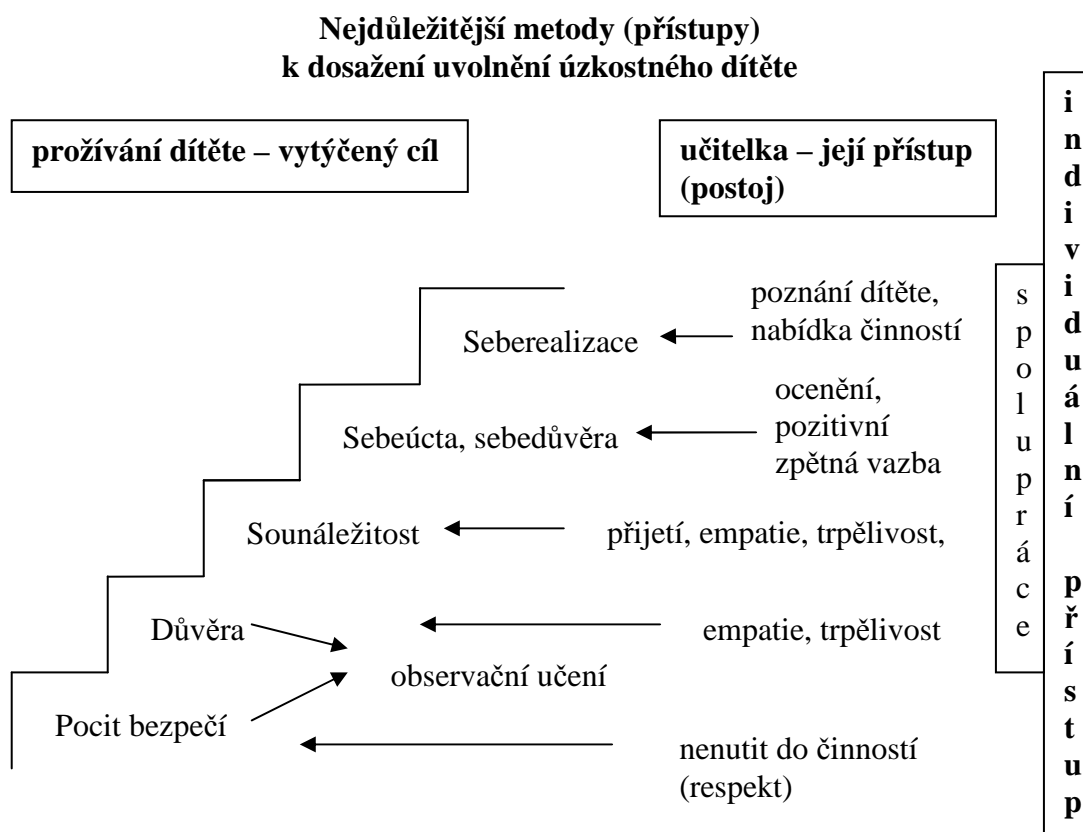 Nejdůležitější metody (přístupy)
k dosažení uvolnění úzkostného dítěte
prožívání dítěte – vytýčený cíl
učitelka – její přístup
(postoj)
poznání dítěte,
nabídka činností
Seberealizace
ocenění,
pozitivní
zpětná vazba
Sebeúcta, sebedůvěra
Sounáležitost
přijetí, empatie, trpělivost,
Důvěra
empatie, trpělivost
observační učení
Pocit bezpečí
nenutit do činností
(respekt)
spolupráce
individuální přístup